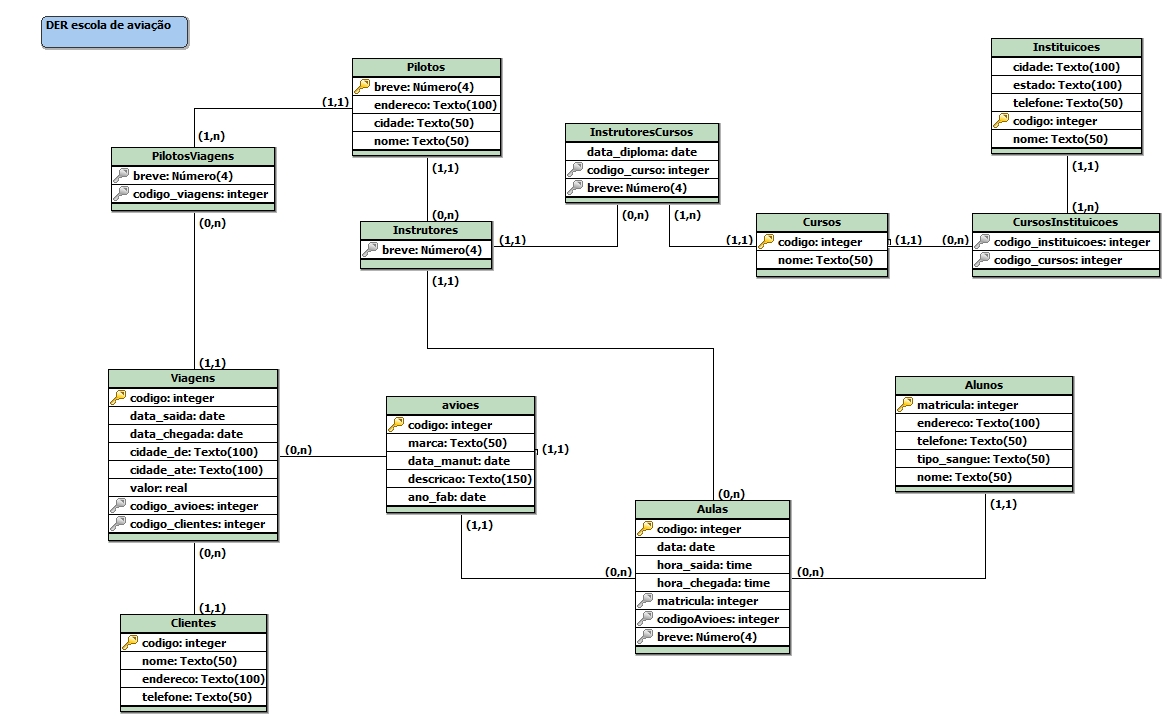 DER escola de aviação
Pilotos
breve: Número(4)
endereco: Texto(100)
cidade: Texto(50)
nome: Texto(50)
(1,1)
(1,1)
(1,n)
PilotosViagens
breve: Número(4)
codigo_viagens: integer
(0,n)
(0,n)
Instrutores
breve: Número(4)
(1,1)
(1,1)
InstrutoresCursos
data_diploma: date
codigo_curso: integer
breve: Número(4)
(0,n)
(1,n)
Cursos
codigo: integer
nome: Texto(50)
(1,1)
(1,1)
(0,n)
Instituicoes
cidade: Texto(100)
estado: Texto(100)
telefone: Texto(50)
codigo: integer
nome: Texto(50)
(1,1)
(1,n)
CursosInstituicoes
codigo_instituicoes: integer
codigo_cursos: integer
(1,1)
Viagens
codigo: integer
data_saida: date
data_chegada: date
cidade_de: Texto(100)
cidade_ate: Texto(100)
valor: real
codigo_avioes: integer
codigo_clientes: integer
(0,n)
(0,n)
avioes
codigo: integer
marca: Texto(50)
data_manut: date
descricao: Texto(150)
ano_fab: date
(1,1)
(1,1)
Alunos
matricula: integer
endereco: Texto(100)
telefone: Texto(50)
tipo_sangue: Texto(50)
nome: Texto(50)
(1,1)
(0,n)
Aulas
codigo: integer
data: date
hora_saida: time
hora_chegada: time
matricula: integer
codigoAvioes: integer
breve: Número(4)
(0,n)
(0,n)
(1,1)
Clientes
codigo: integer
nome: Texto(50)
endereco: Texto(100)
telefone: Texto(50)